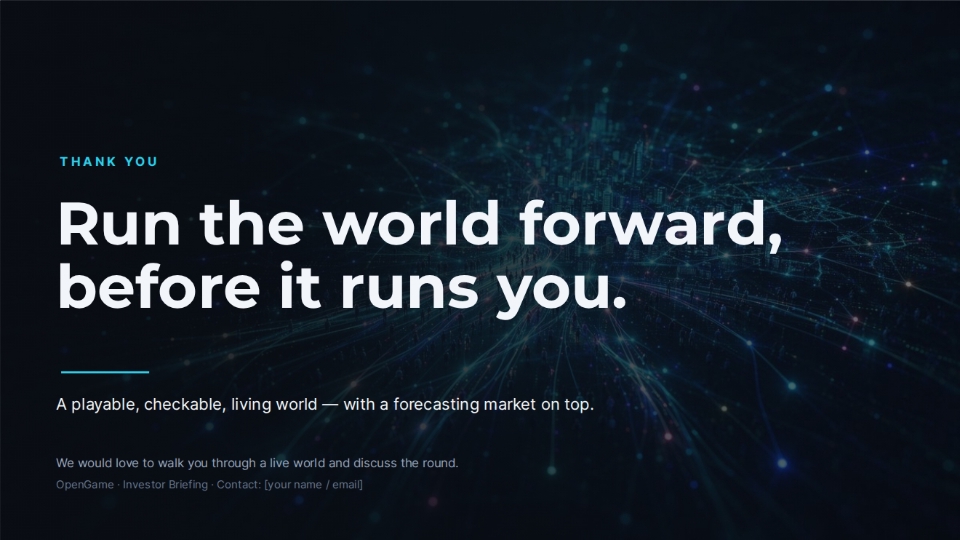 THANK YOU
Run the world forward,
before it runs you.
A playable, checkable, living world — with a forecasting market on top.
We would love to walk you through a live world and discuss the round.
OpenGame · Investor Briefing · Contact: [your name / email]